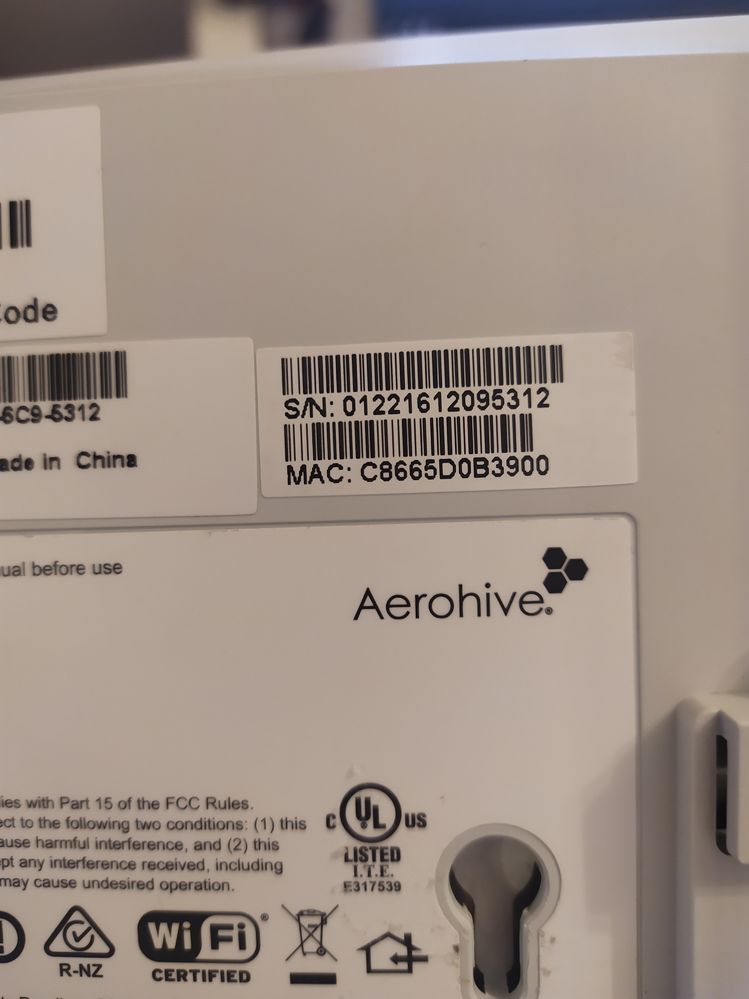 Code
6C9-5312
ade in China
S/N: 01221612095312
MAC: C8665D0B3900
ual before use
Aerohive®
ies with Part 15 of the FCC Rules.
ect to the following two conditions: (1) this
ause harmful interference, and (2) this
pt any interference received, including
may cause undesired operation.
C UL US
LISTED
I.T.E.
E317539
R-NZ
Wi Fi®
CERTIFIED